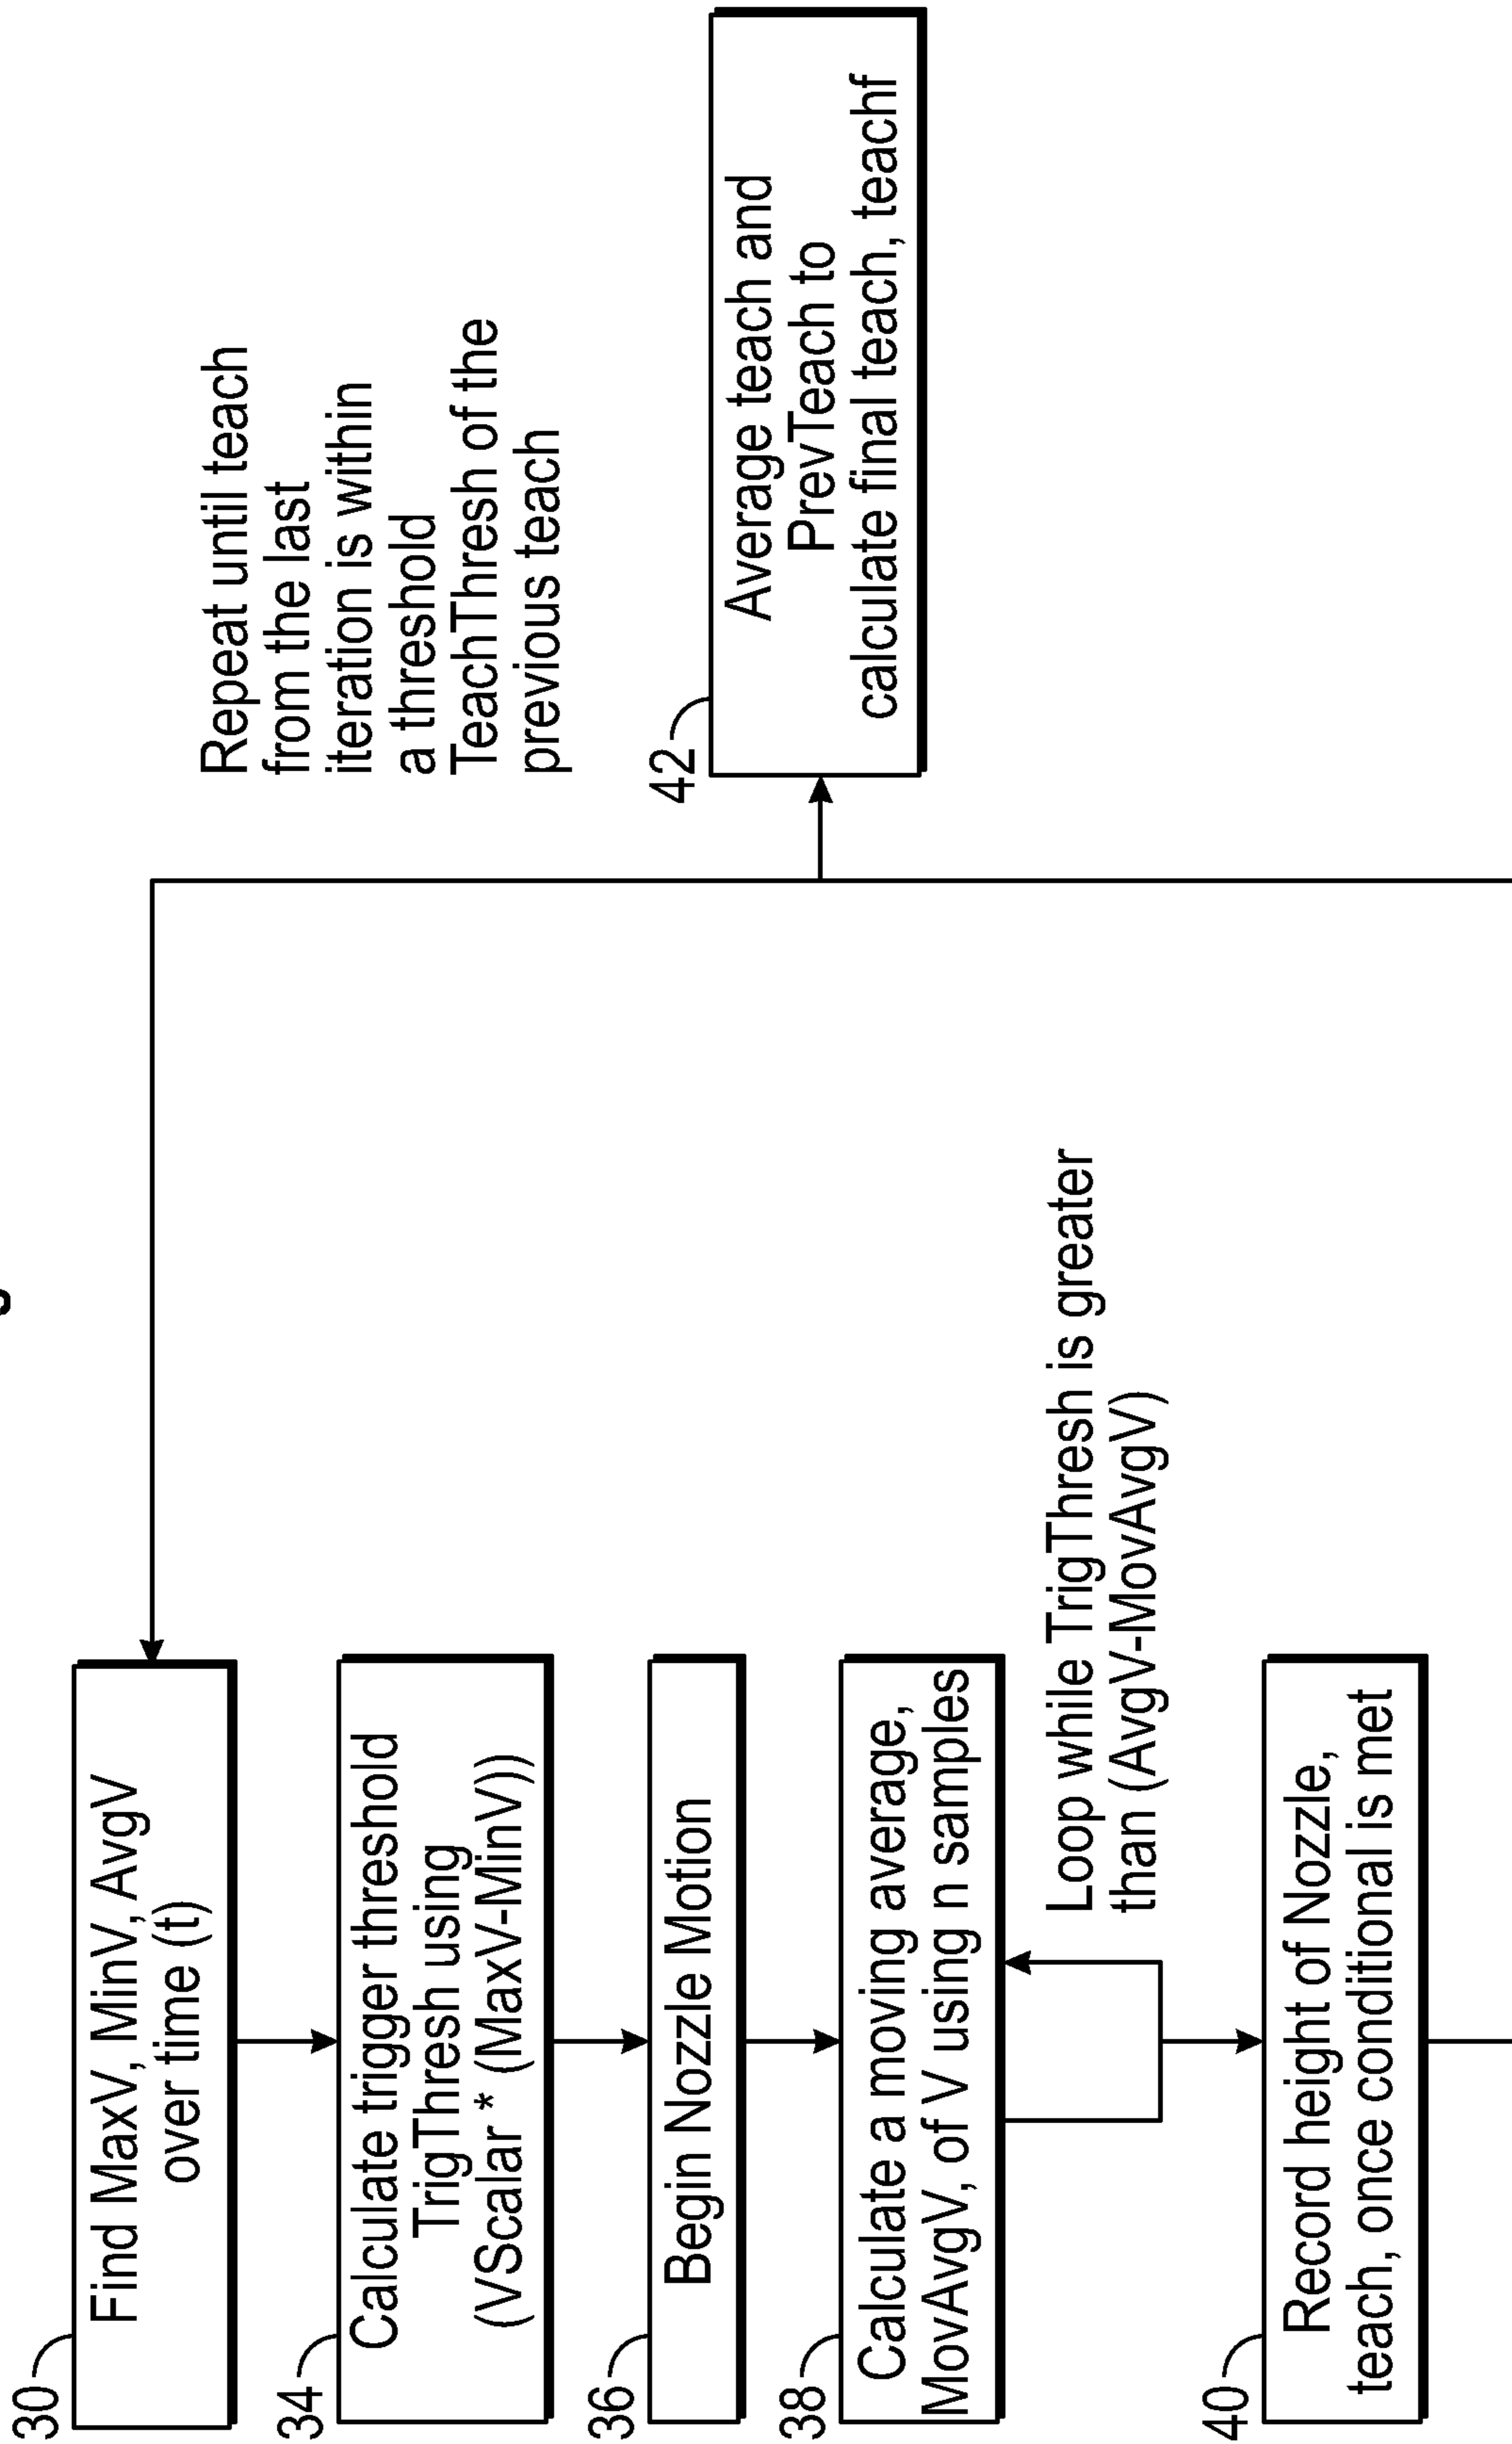 30
Find MaxV, MinV, AvgV
over time (t)
34
Calculate trigger threshold
TrigThresh using
(VScalar * (MaxV-MinV))
36
Begin Nozzle Motion
38
Calculate a moving average,
MovAvgV, of V using n samples
Loop while TrigThresh is greater
than (AvgV-MovAvgV)
40
Record height of Nozzle,
teach, once conditional is met
Repeat until teach
from the last
iteration is within
a threshold
TeachThresh of the
previous teach
42
Average teach and
PrevTeach to
calculate final teach, teachf